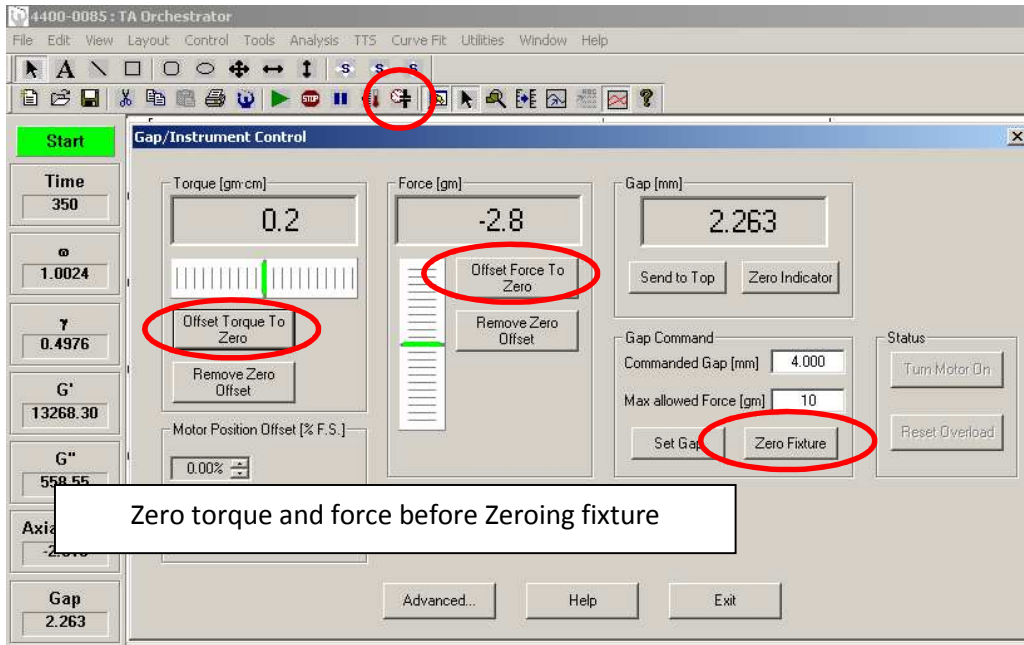 4400-0085 : TA Orchestrator
File Edit View Layout Control Tools Analysis TTS Curve Fit Utilities Window Help
A
S S S
STOP
Start
Gap/Instrument Control
Time
350
ω
1.0024
γ
0.4976
G'
13268.30
G"
558.55
Gap
2.263
Torque [gm·cm]
0.2
Offset Torque To
Zero
Remove Zero
Offset
Motor Position Offset [% F.S.]
0.00%
Force [gm]
-2.8
Offset Force To
Zero
Remove Zero
Offset
Gap [mm]
2.263
Send to Top
Zero Indicator
Gap Command
Commanded Gap [mm] 4.000
Max allowed Force [gm] 10
Set Gap
Zero Fixture
Status
Turn Motor On
Reset Overload
Zero torque and force before Zeroing fixture
Advanced...
Help
Exit